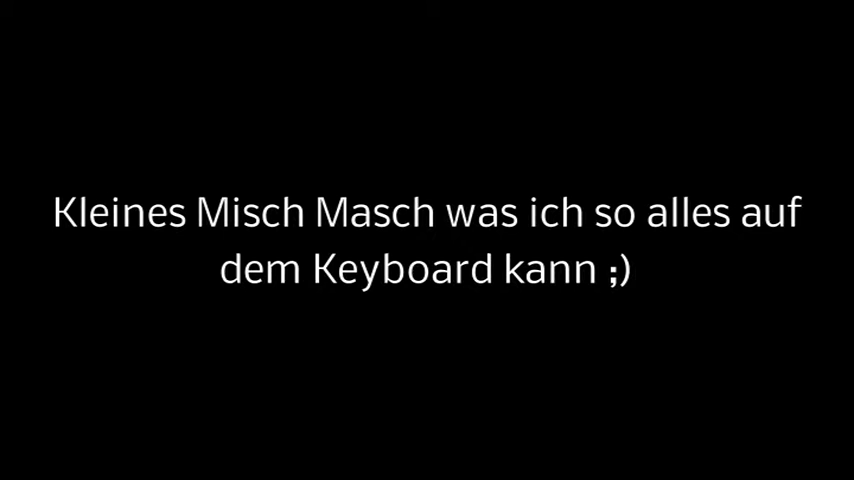 Kleines Misch Masch was ich so alles auf
dem Keyboard kann ;)